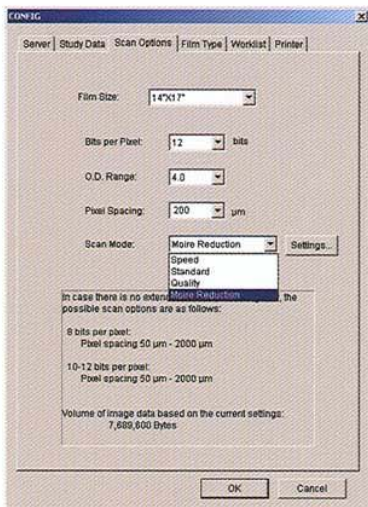 CONFIG
Server Study Data Scan Options Film Type Worklist Printer
Film Size: 14"X17"
Bits per Pixel: 12 bits
O.D. Range: 4.0
Pixel Spacing: 200 µm
Scan Mode: Moire Reduction Settings...
Speed
Standard
Quality
Moire Reduction
In case there is no the
possible scan options are as follows:
8 bits per pixel:
Pixel spacing 50 µm - 2000 µm
10-12 bits per pixel:
Pixel spacing 50 µm - 2000 µm
Volume of image data based on the current settings:
7,689,600 Bytes
OK Cancel